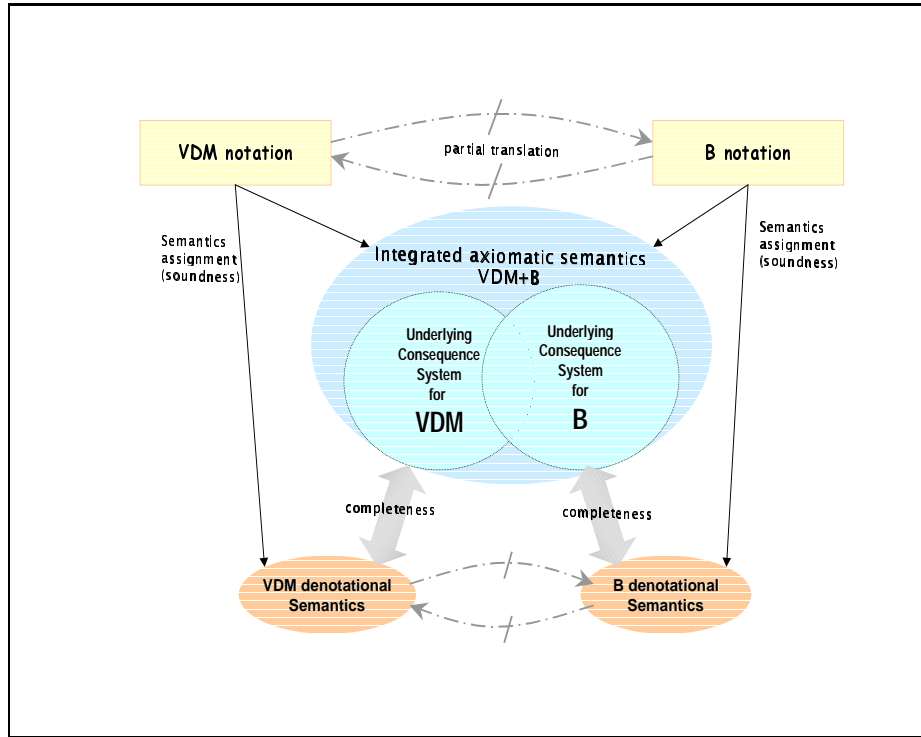 VDM notation
partial translation
B notation
Semantics
assignment
(soundness)
Semantics
assignment
(soundness)
Integrated axiomatic semantics
VDM+B
Underlying
Consequence
System
for
VDM
Underlying
Consequence
System
for
B
completeness
completeness
VDM denotational
Semantics
B denotational
Semantics